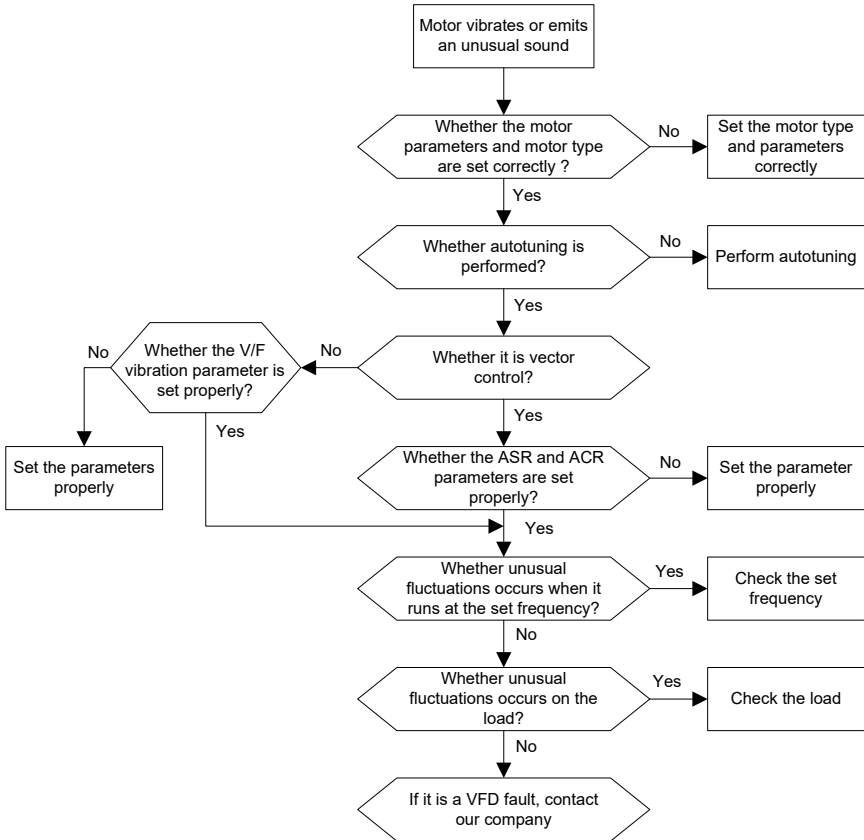 Motor vibrates or emits
an unusual sound
Whether the motor
parameters and motor type
are set correctly ?
No
Set the motor type
and parameters
correctly
Yes
Whether autotuning is
performed?
No
Perform autotuning
Yes
Whether it is vector
control?
No
Whether the V/F
vibration parameter is
set properly?
No
Set the parameters
properly
Yes
Yes
Whether the ASR and ACR
parameters are set
properly?
No
Set the parameter
properly
Yes
Whether unusual
fluctuations occurs when it
runs at the set frequency?
Yes
Check the set
frequency
No
Whether unusual
fluctuations occurs on the
load?
Yes
Check the load
No
If it is a VFD fault, contact
our company